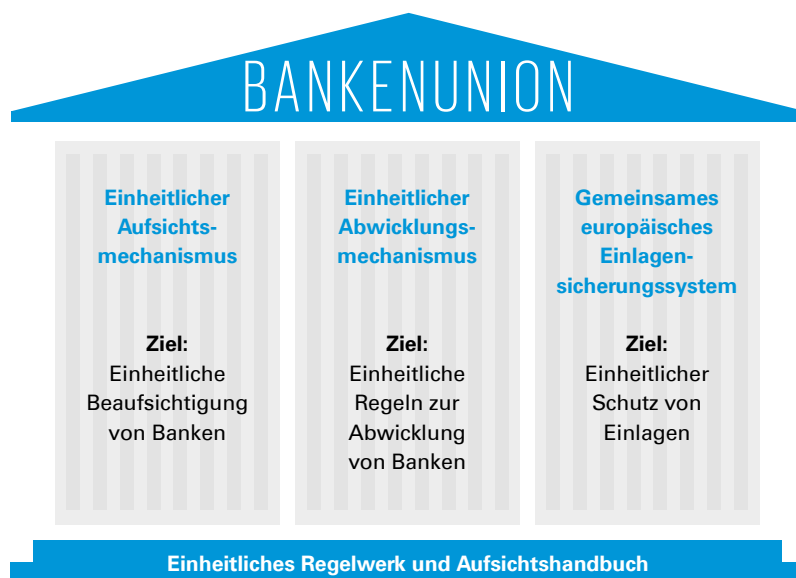 BANKENUNION
Einheitlicher
Aufsichts-
mechanismus
Ziel:
Einheitliche
Beaufsichtigung
von Banken
Einheitlicher
Abwicklungs-
mechanismus
Ziel:
Einheitliche
Regeln zur
Abwicklung
von Banken
Gemeinsames
europäisches
Einlagen-
sicherungssystem
Ziel:
Einheitlicher
Schutz von
Einlagen
Einheitliches Regelwerk und Aufsichtshandbuch